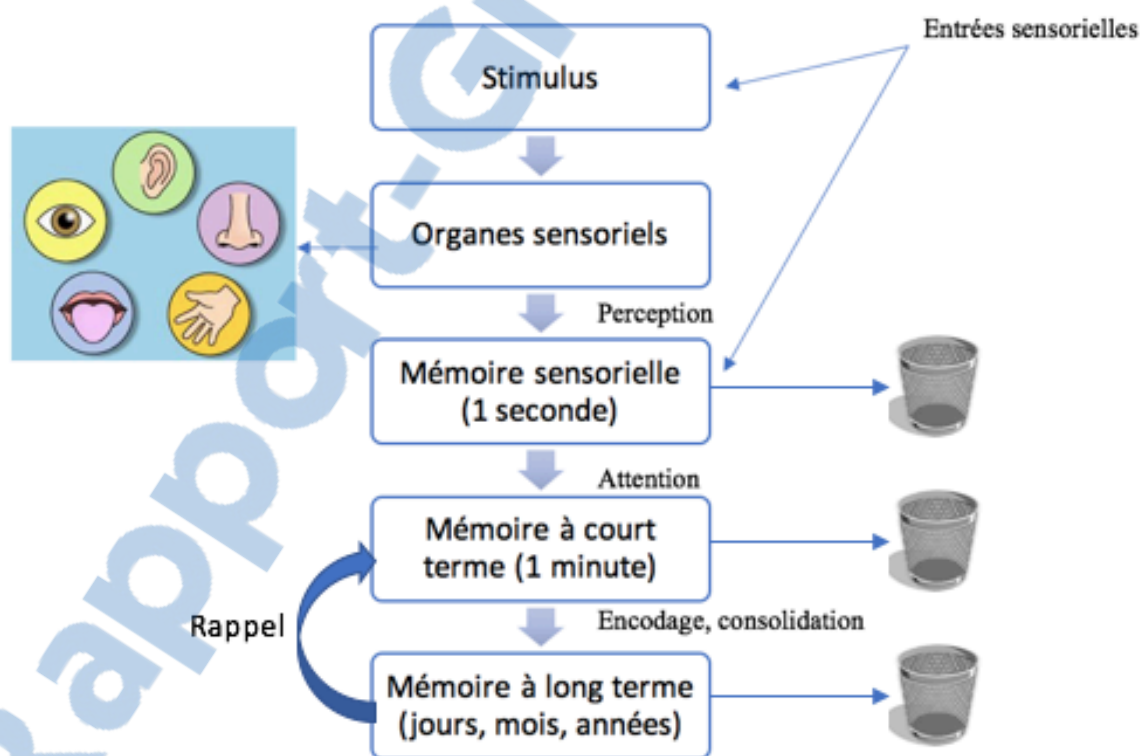 Entrées sensorielles
Stimulus
Organes sensoriels
Perception
Mémoire sensorielle
(1 seconde)
Attention
Mémoire à court
terme (1 minute)
Rappel
Encodage, consolidation
Mémoire à long terme
(jours, mois, années)